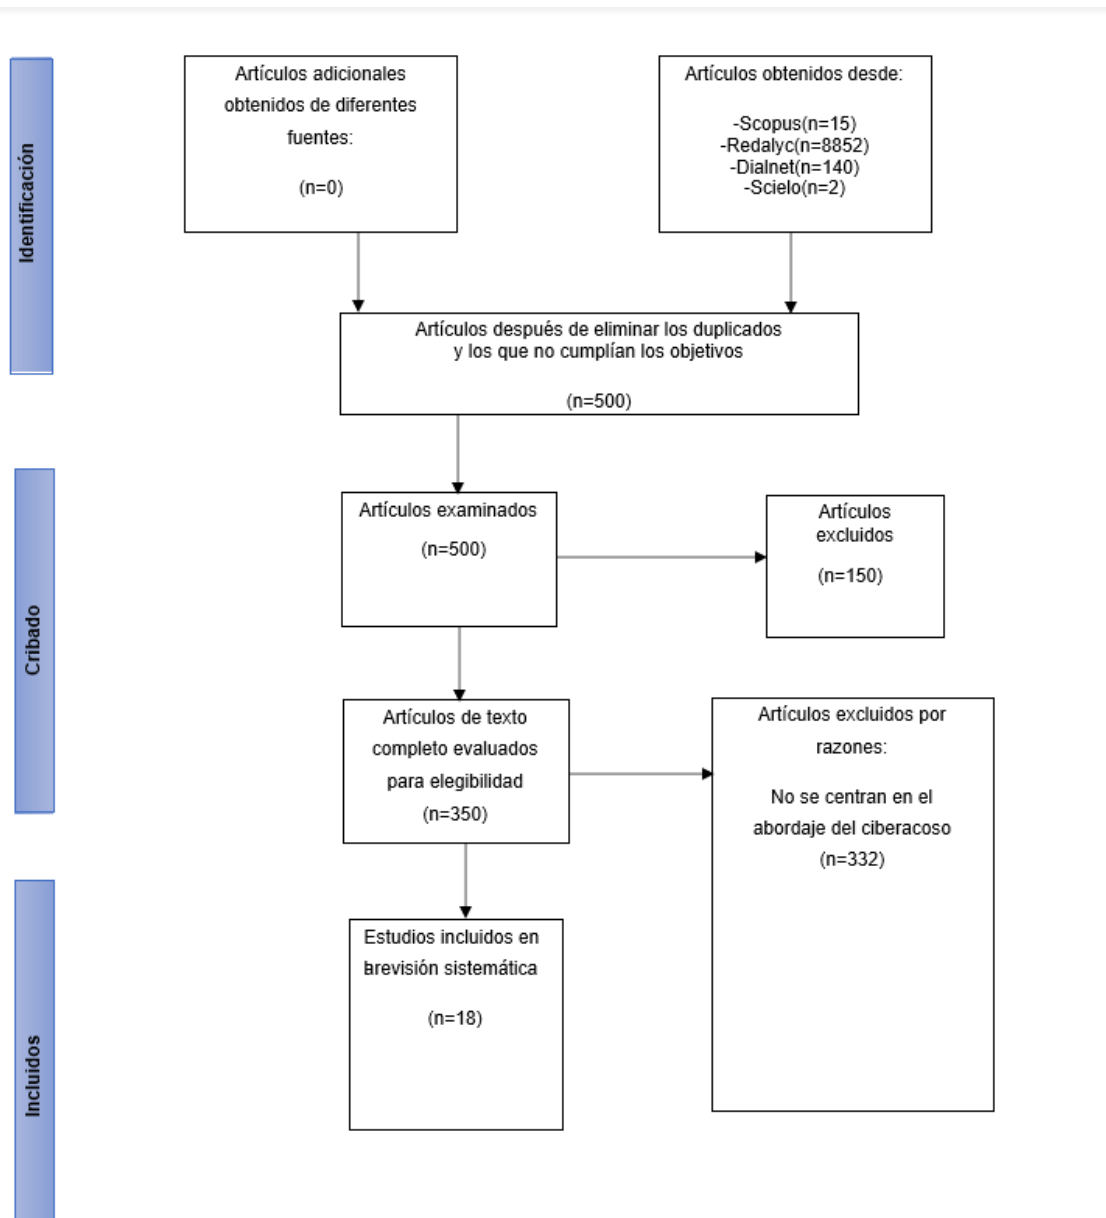 Identificación
Artículos adicionales
obtenidos de diferentes
fuentes:
(n=0)
Artículos obtenidos desde:
-Scopus(n=15)
-Redalyc(n=8852)
-Dialnet(n=140)
-Scielo(n=2)
Artículos después de eliminar los duplicados
y los que no cumplían los objetivos
(n=500)
Cribado
Artículos examinados
(n=500)
Artículos
excluidos
(n=150)
Artículos de texto
completo evaluados
para elegibilidad
(n=350)
Artículos excluidos por
razones:
No se centran en el
abordaje del ciberacoso
(n=332)
Incluidos
Estudios incluidos en
revisión sistemática
(n=18)